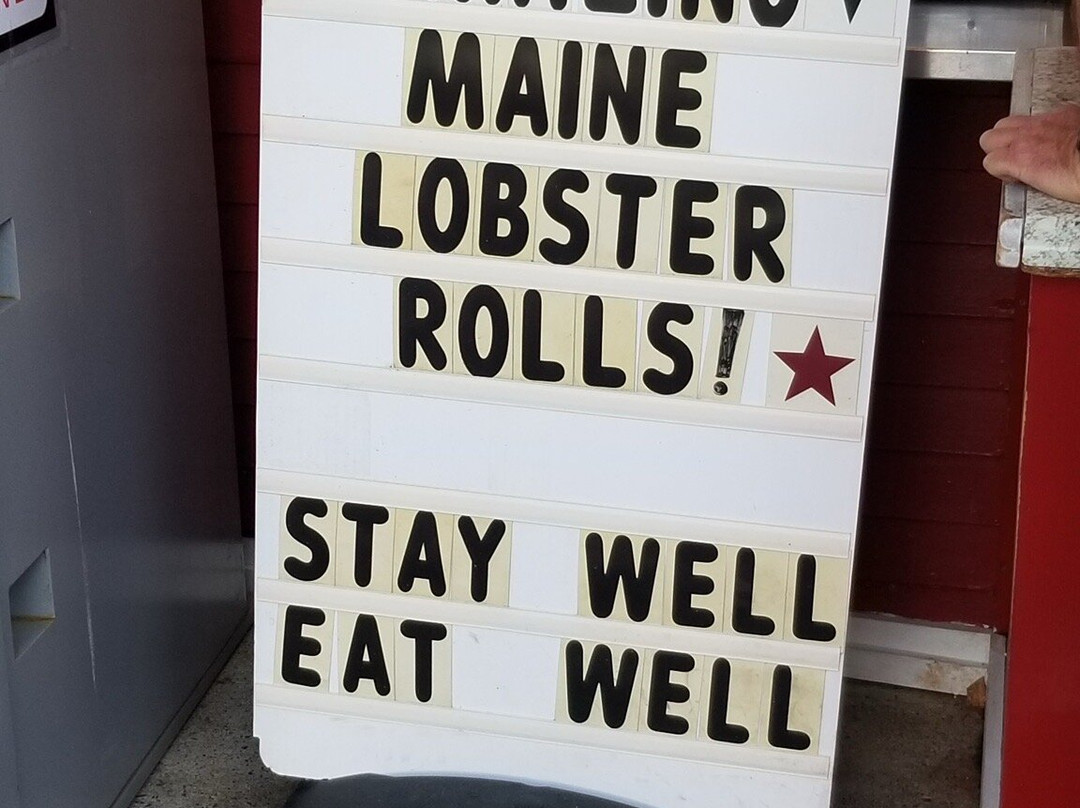 MAINE
LOBSTER
ROLLS!
STAY WELL
EAT WELL